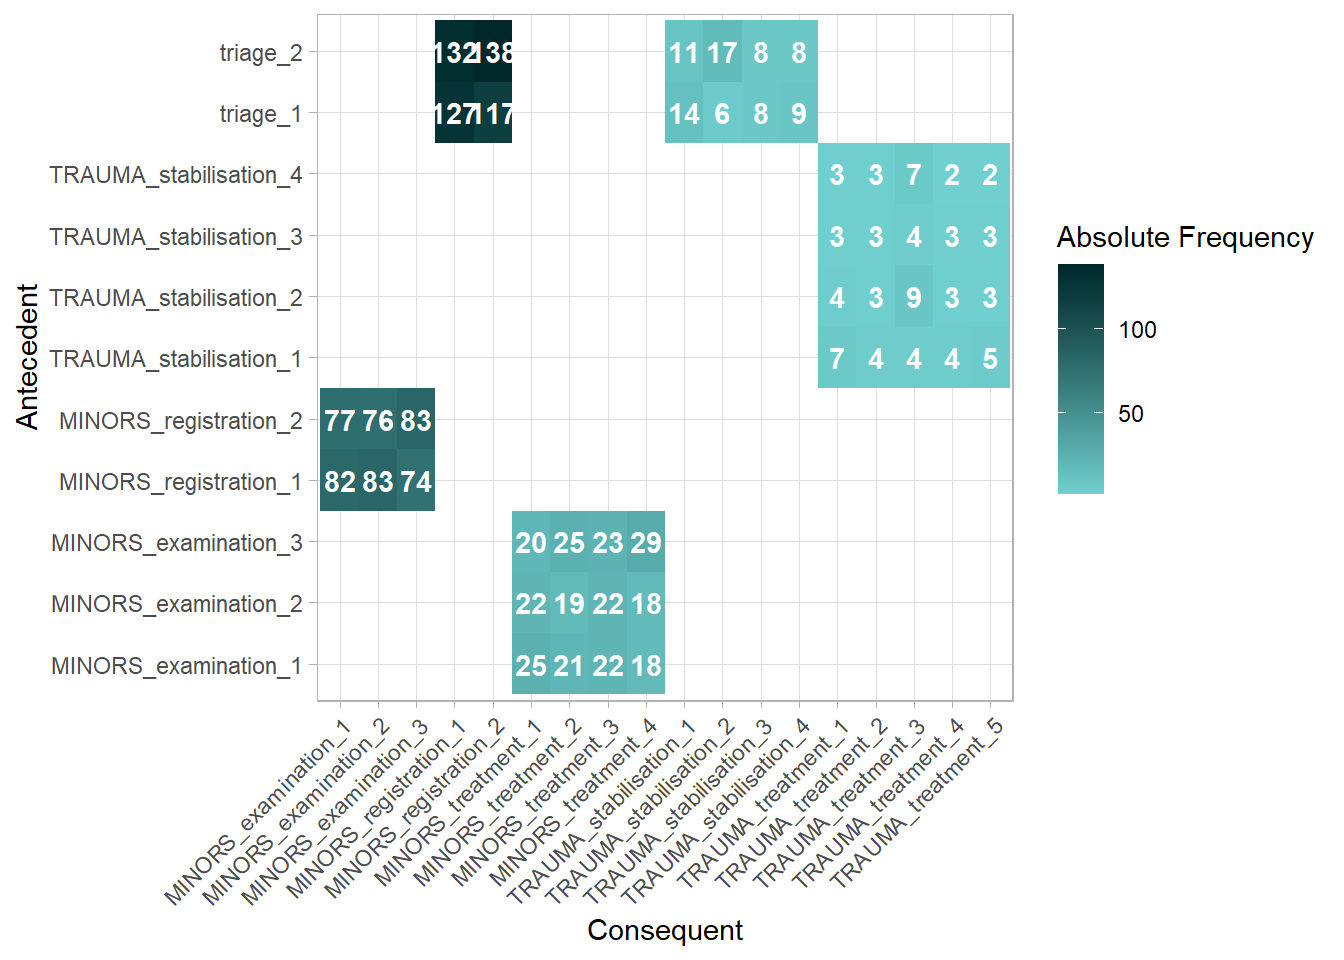 triage_2 132 138 11 17 8 8
triage_1 127 117 14 6 8 9
TRAUMA_stabilisation_4 3 3 7 2 2
TRAUMA_stabilisation_3 3 3 4 3 3
TRAUMA_stabilisation_2 4 3 9 3 3
TRAUMA_stabilisation_1 7 4 4 4 5
MINORS_registration_2 77 76 83
MINORS_registration_1 82 83 74
MINORS_examination_3 20 25 23 29
MINORS_examination_2 22 19 22 18
MINORS_examination_1 25 21 22 18
Antecedent
MINORS_examination_1
MINORS_examination_2
MINORS_examination_3
MINORS_registration_1
MINORS_registration_2
MINORS_treatment_1
MINORS_treatment_2
MINORS_treatment_3
MINORS_treatment_4
TRAUMA_stabilisation_1
TRAUMA_stabilisation_2
TRAUMA_stabilisation_3
TRAUMA_stabilisation_4
TRAUMA_treatment_1
TRAUMA_treatment_2
TRAUMA_treatment_3
TRAUMA_treatment_4
TRAUMA_treatment_5
Consequent
Absolute Frequency
100
50